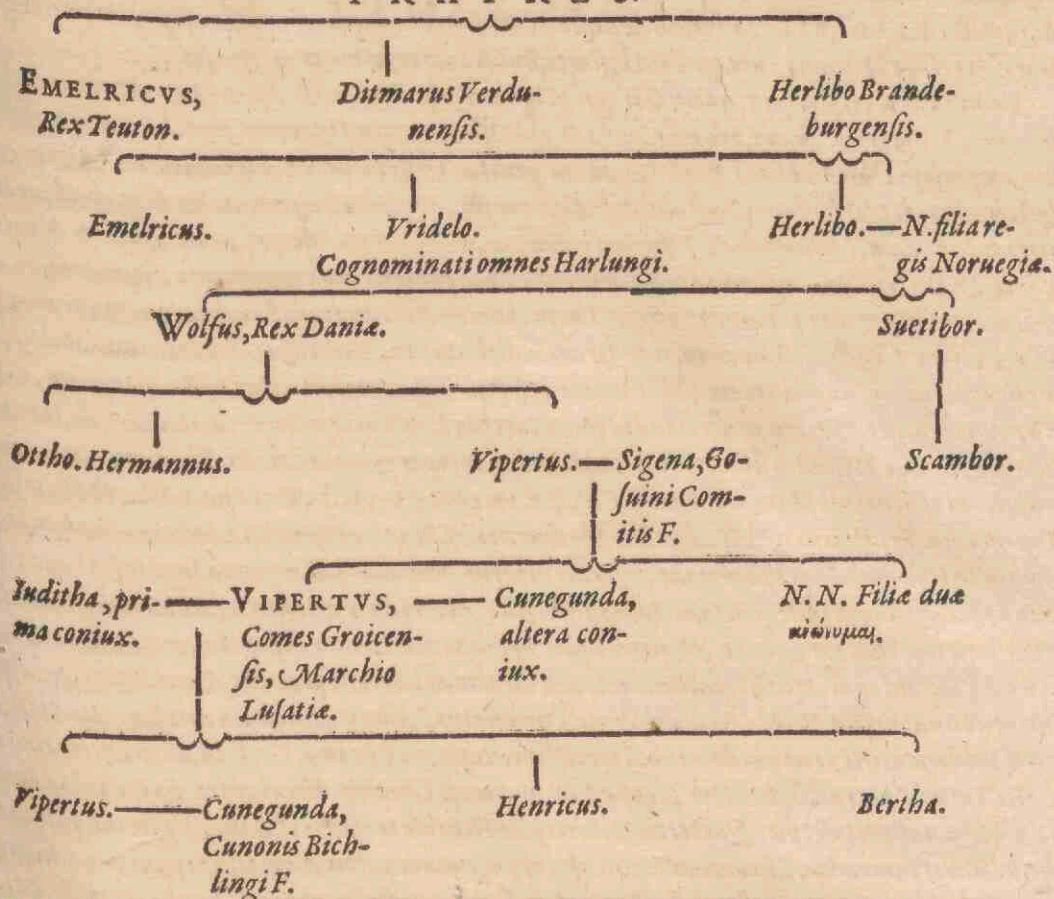 EMELRICVS, Ditmarus Verdu- Herlibo Brande-
Rex Teuton. nenſis. burgenſis.
Emelricus. Vridelo. Herlibo. N. filia re-
Cognominati omnes Harlungi. gis Noruegiæ.
Wolfus, Rex Daniæ. Suetibor.
Ottho. Hermannus. Vipertus. Sigena, Go- Scambor.
ſuini Com-
itis F.
Iuditha, pri- VIPERTVS, Cunegunda, N. N. Filiæ duæ
ma coniux. Comes Groicen- altera con-
ſis, Marchio iux.
Luſatiæ.
Vipertus. Cunegunda, Henricus. Bertha.
Cunonis Bich-
lingi F.